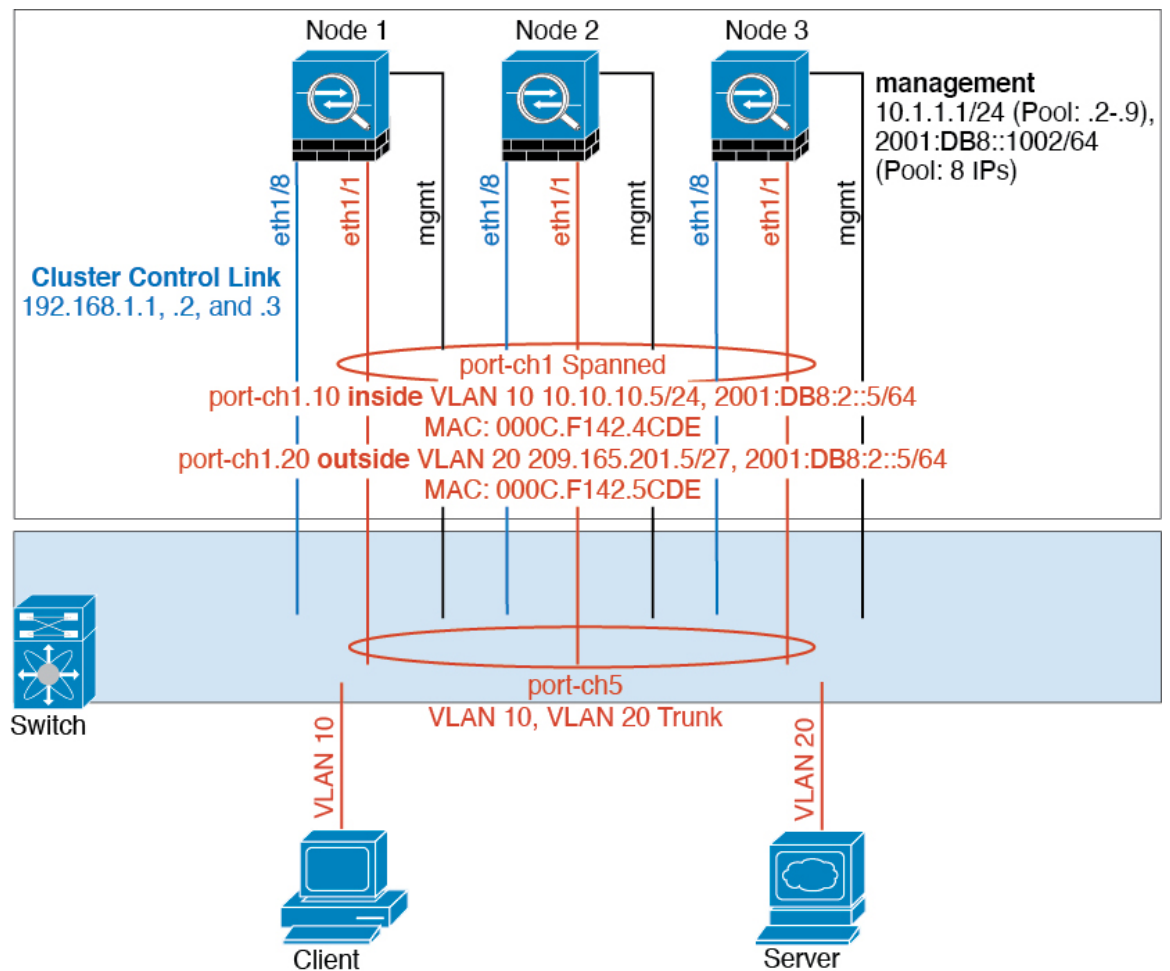 Node 1
Node 2
Node 3
management
10.1.1.1/24 (Pool: .2-.9),
2001:DB8::1002/64
(Pool: 8 IPs)
eth1/8
eth1/1
mgmt
eth1/8
eth1/1
mgmt
eth1/8
eth1/1
mgmt
Cluster Control Link
192.168.1.1, .2, and .3
port-ch1 Spanned
port-ch1.10 inside VLAN 10 10.10.10.5/24, 2001:DB8:2::5/64
MAC: 000C.F142.4CDE
port-ch1.20 outside VLAN 20 209.165.201.5/27, 2001:DB8:2::5/64
MAC: 000C.F142.5CDE
Switch
port-ch5
VLAN 10, VLAN 20 Trunk
VLAN 10
VLAN 20
Client
Server